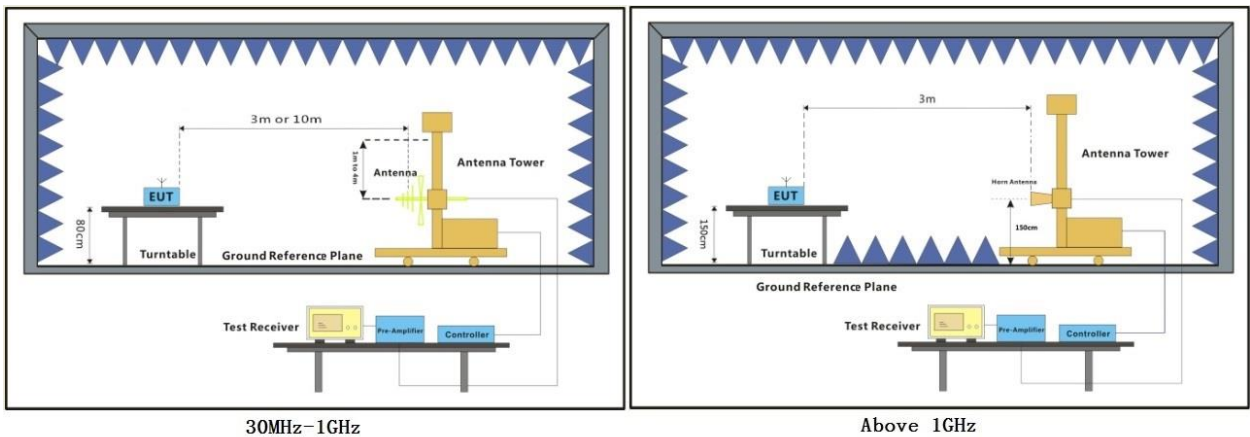 3m or 10m
1m to 4m
Antenna
Antenna Tower
EUT
80cm
Turntable
Ground Reference Plane
Test Receiver
Pre-Amplifier
Controller
30MHz-1GHz
3m
Antenna Tower
Horn Antenna
EUT
150cm
150cm
Turntable
Ground Reference Plane
Test Receiver
Pre-Amplifier
Controller
Above 1GHz